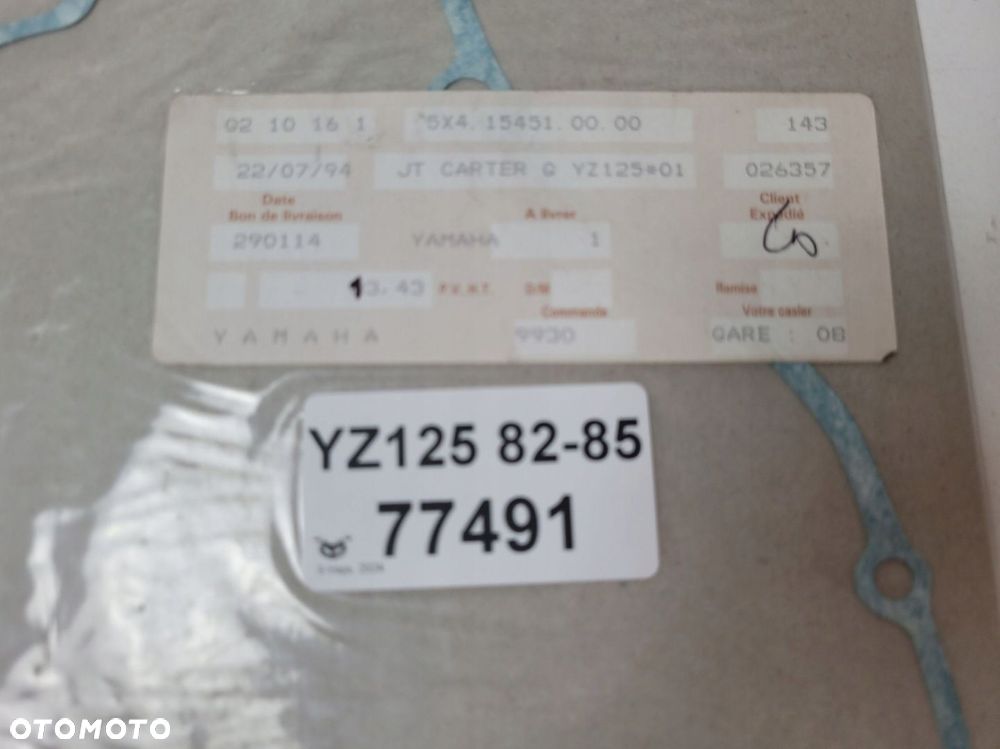 02 10 16 1 5X4.15451.00.00 143
22/07/94 JT CARTER G YZ125*01 026357
Date Client
Bon de livraison A livrer Expédié
290114 YAMAHA 1
13.43 P.V.H.T. D/M Remise
Commande Votre casier
YAMAHA 9930 GARE : 08
YZ125 82-85
77491
OTOMOTO